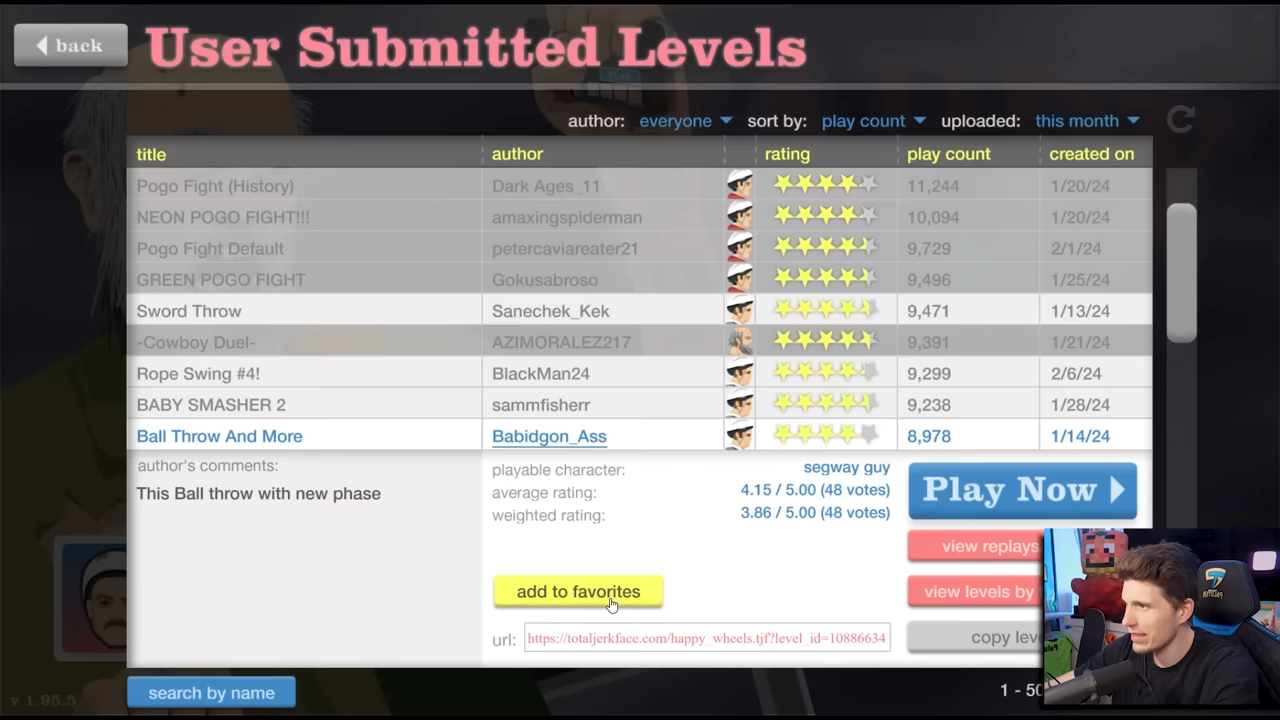 back User Submitted Levels
author: everyone sort by: play count uploaded: this month
title author rating play count created on
Pogo Fight (History) Dark Ages_11 11,244 1/20/24
NEON POGO FIGHT!!! amaxingspiderman 10,094 1/20/24
Pogo Fight Default petercaviareater21 9,729 2/1/24
GREEN POGO FIGHT Gokusabroso 9,496 1/25/24
Sword Throw Sanechek_Kek 9,471 1/13/24
-Cowboy Duel- AZIMORALEZ217 9,391 1/21/24
Rope Swing #4! BlackMan24 9,299 2/6/24
BABY SMASHER 2 sammfisherr 9,238 1/28/24
Ball Throw And More Babidgon_Ass 8,978 1/14/24
author's comments:
This Ball throw with new phase
playable character: segway guy
average rating: 4.15 / 5.00 (48 votes)
weighted rating: 3.86 / 5.00 (48 votes)
Play Now
view replays
add to favorites
view levels by
url: https://totaljerkface.com/happy_wheels.tjf?level_id=10886634
copy leve
search by name
1 - 50
v 1.95.5